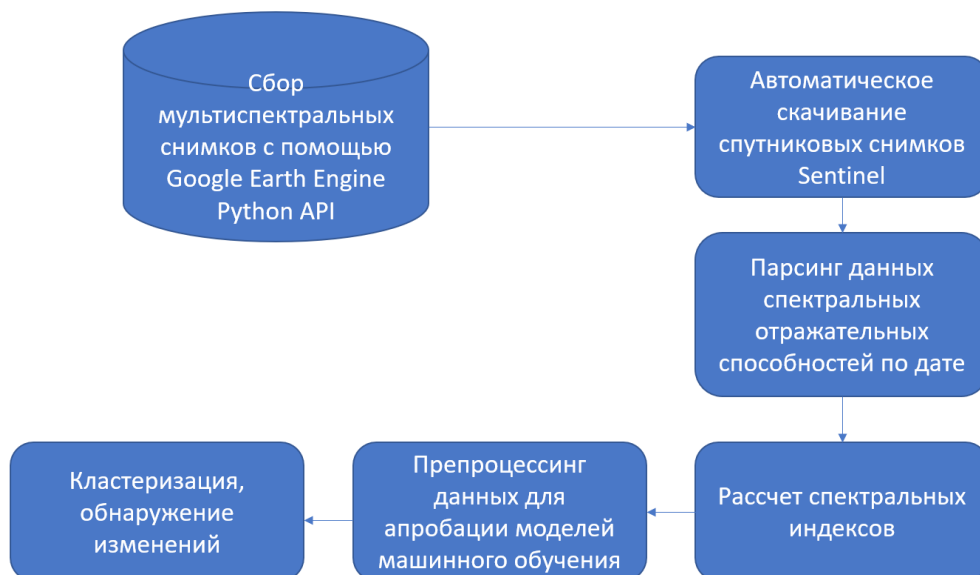 Сбор
мультиспектральных
снимков с помощью
Google Earth Engine
Python API
Автоматическое
скачивание
спутниковых снимков
Sentinel
Парсинг данных
спектральных
отражательных
способностей по дате
Рассчет спектральных
индексов
Препроцессинг
данных для
апробации моделей
машинного обучения
Кластеризация,
обнаружение
изменений